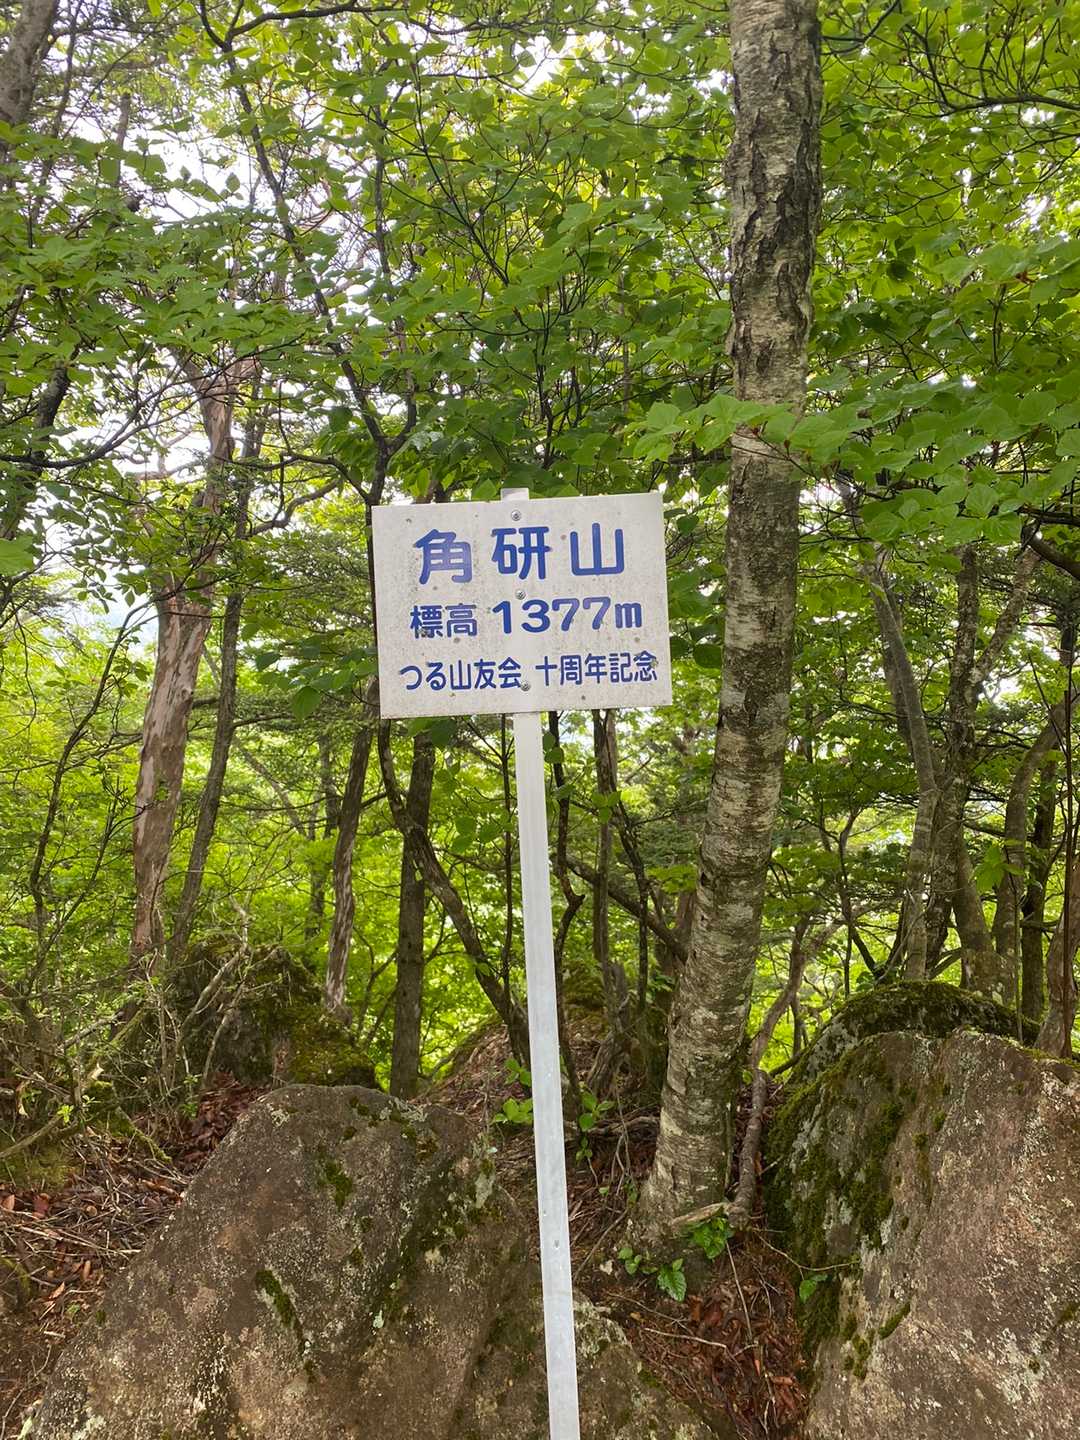 角研山
標高 1377m
つる山友会 十周年記念